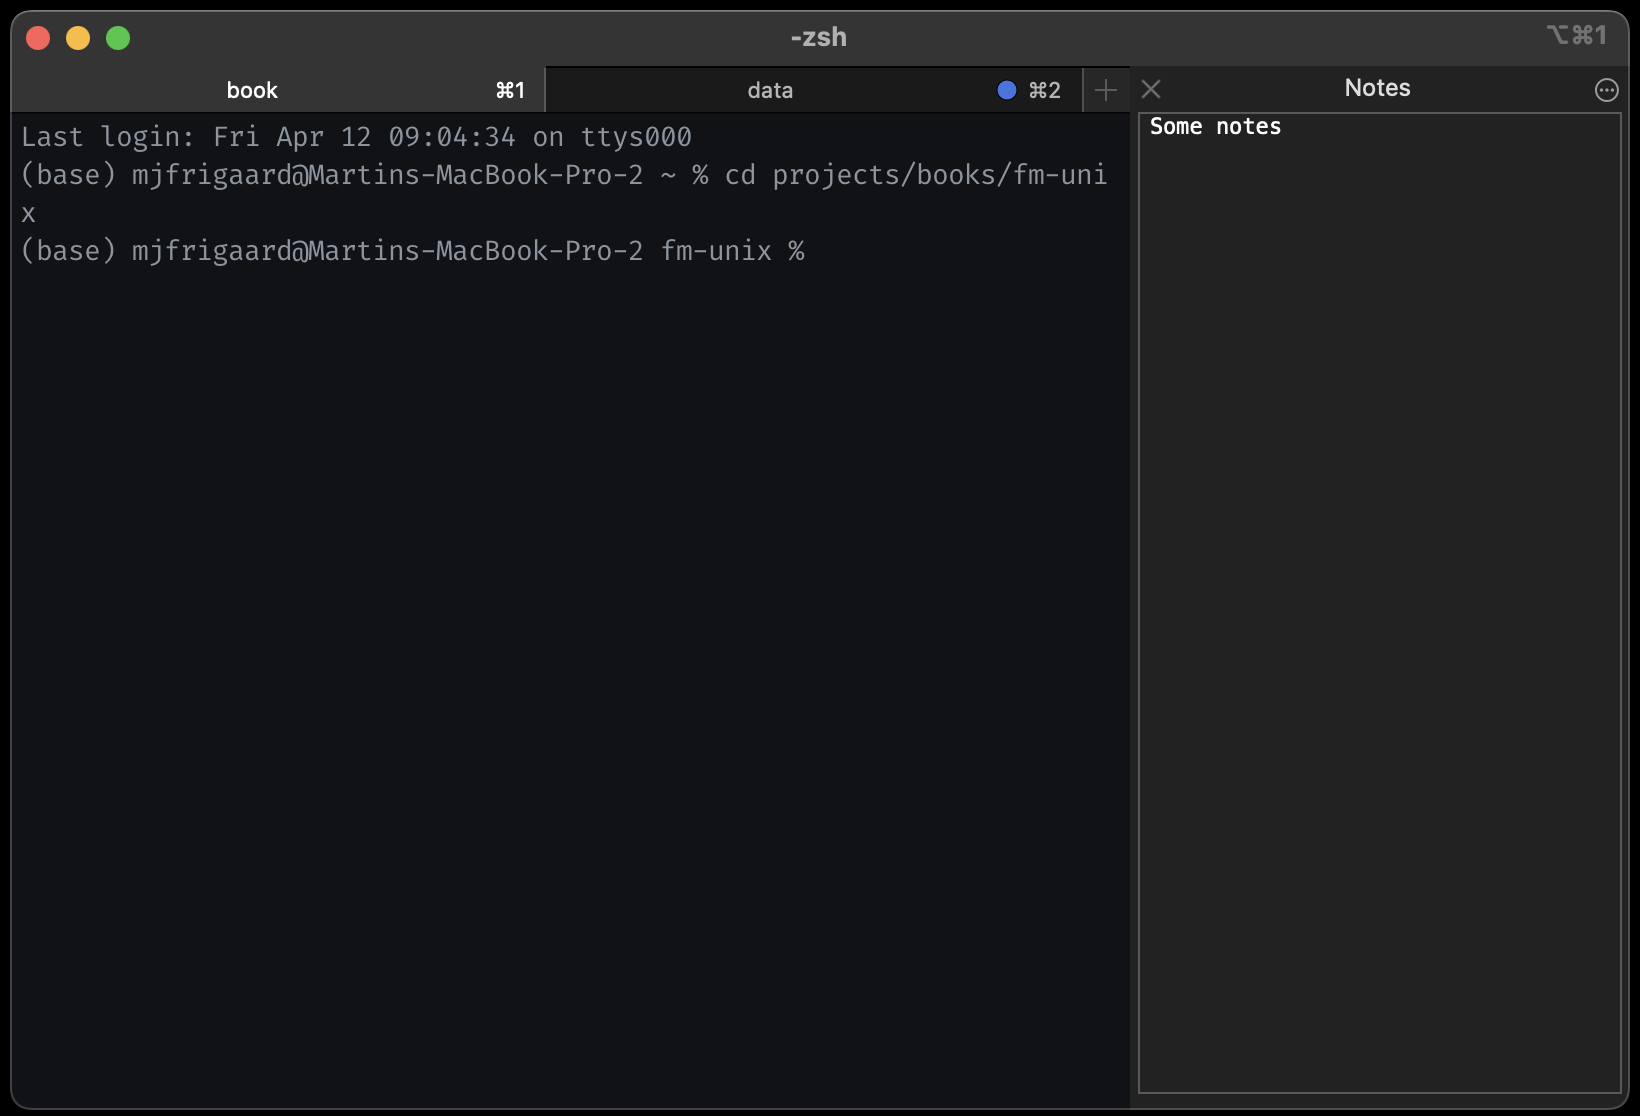 -zsh
⌥⌘1
book ⌘1
data ⌘2
Notes
Last login: Fri Apr 12 09:04:34 on ttys000
(base) mjfrigaard@Martins-MacBook-Pro-2 ~ % cd projects/books/fm-uni
x
(base) mjfrigaard@Martins-MacBook-Pro-2 fm-unix %
Some notes